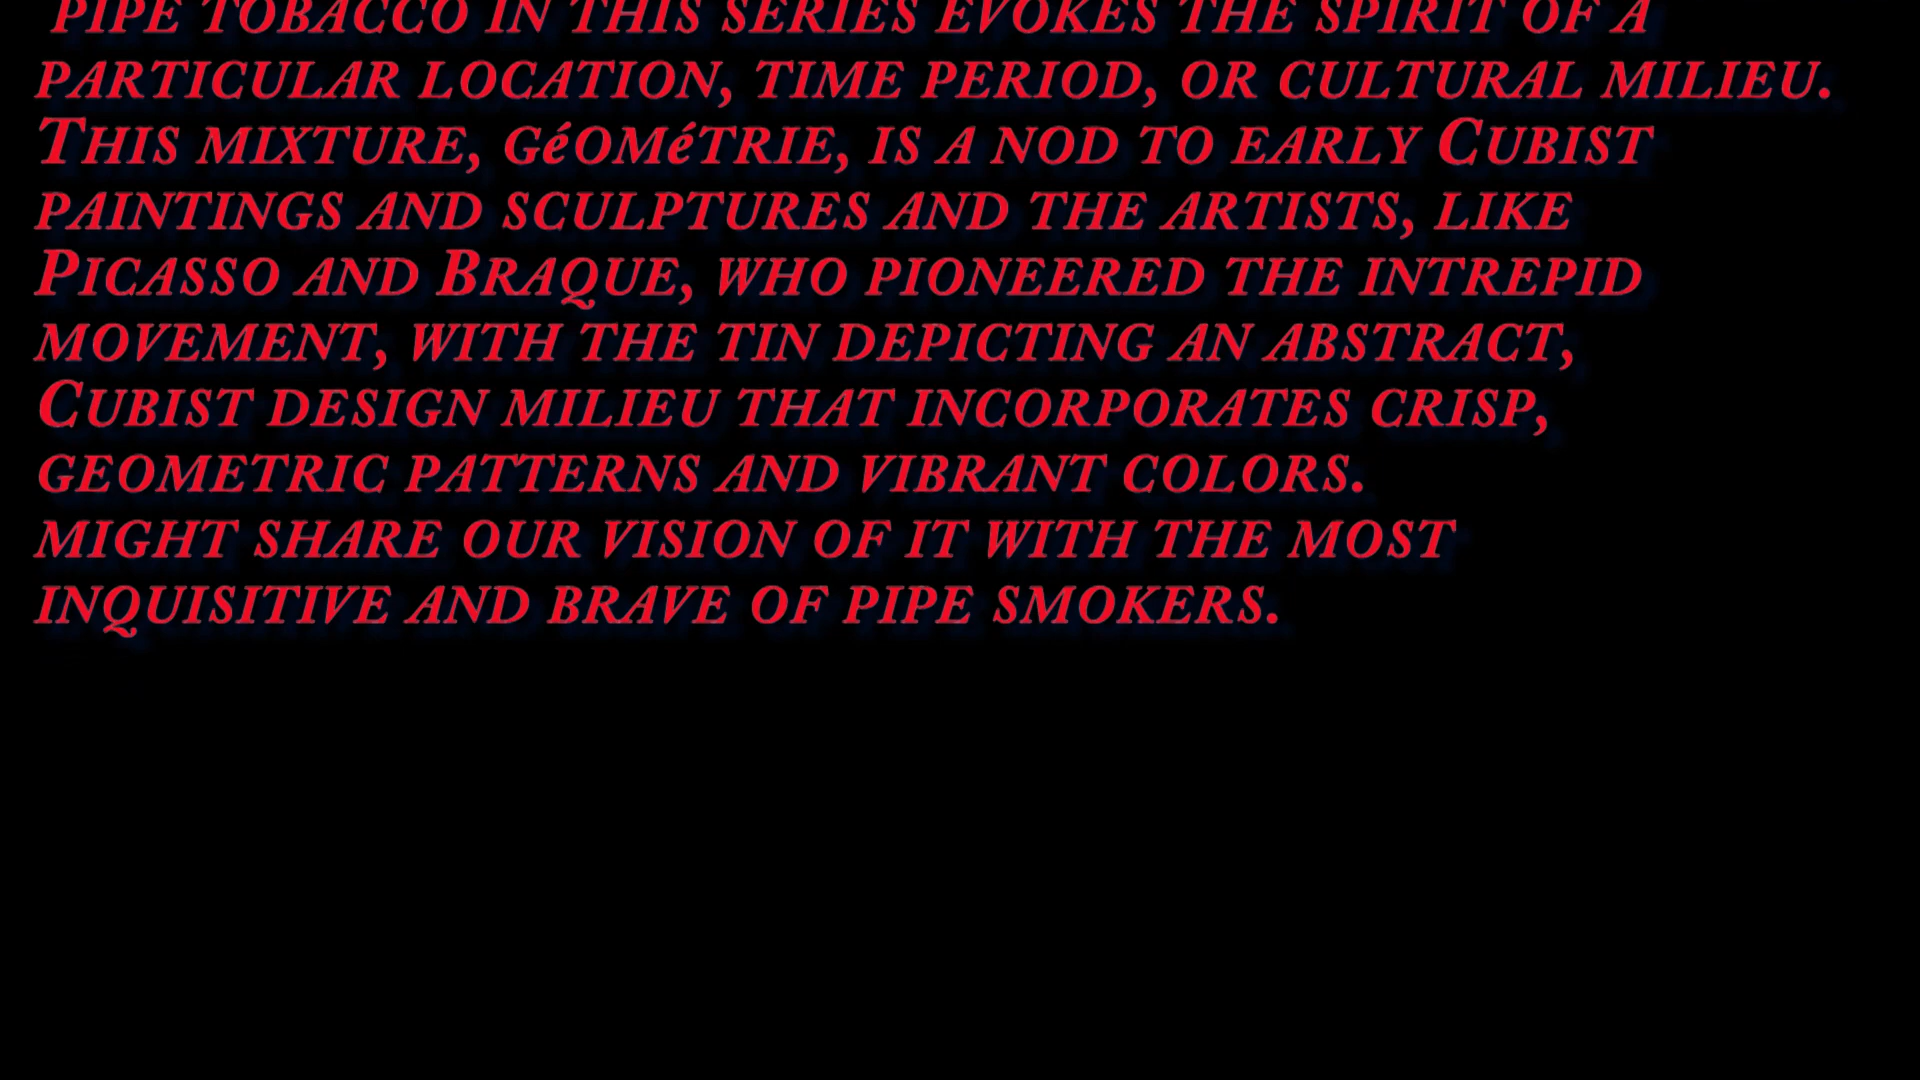 PIPE TOBACCO IN THIS SERIES EVOKES THE SPIRIT OF A
PARTICULAR LOCATION, TIME PERIOD, OR CULTURAL MILIEU.
THIS MIXTURE, GéOMéTRIE, IS A NOD TO EARLY CUBIST
PAINTINGS AND SCULPTURES AND THE ARTISTS, LIKE
PICASSO AND BRAQUE, WHO PIONEERED THE INTREPID
MOVEMENT, WITH THE TIN DEPICTING AN ABSTRACT,
CUBIST DESIGN MILIEU THAT INCORPORATES CRISP,
GEOMETRIC PATTERNS AND VIBRANT COLORS.
MIGHT SHARE OUR VISION OF IT WITH THE MOST
INQUISITIVE AND BRAVE OF PIPE SMOKERS.